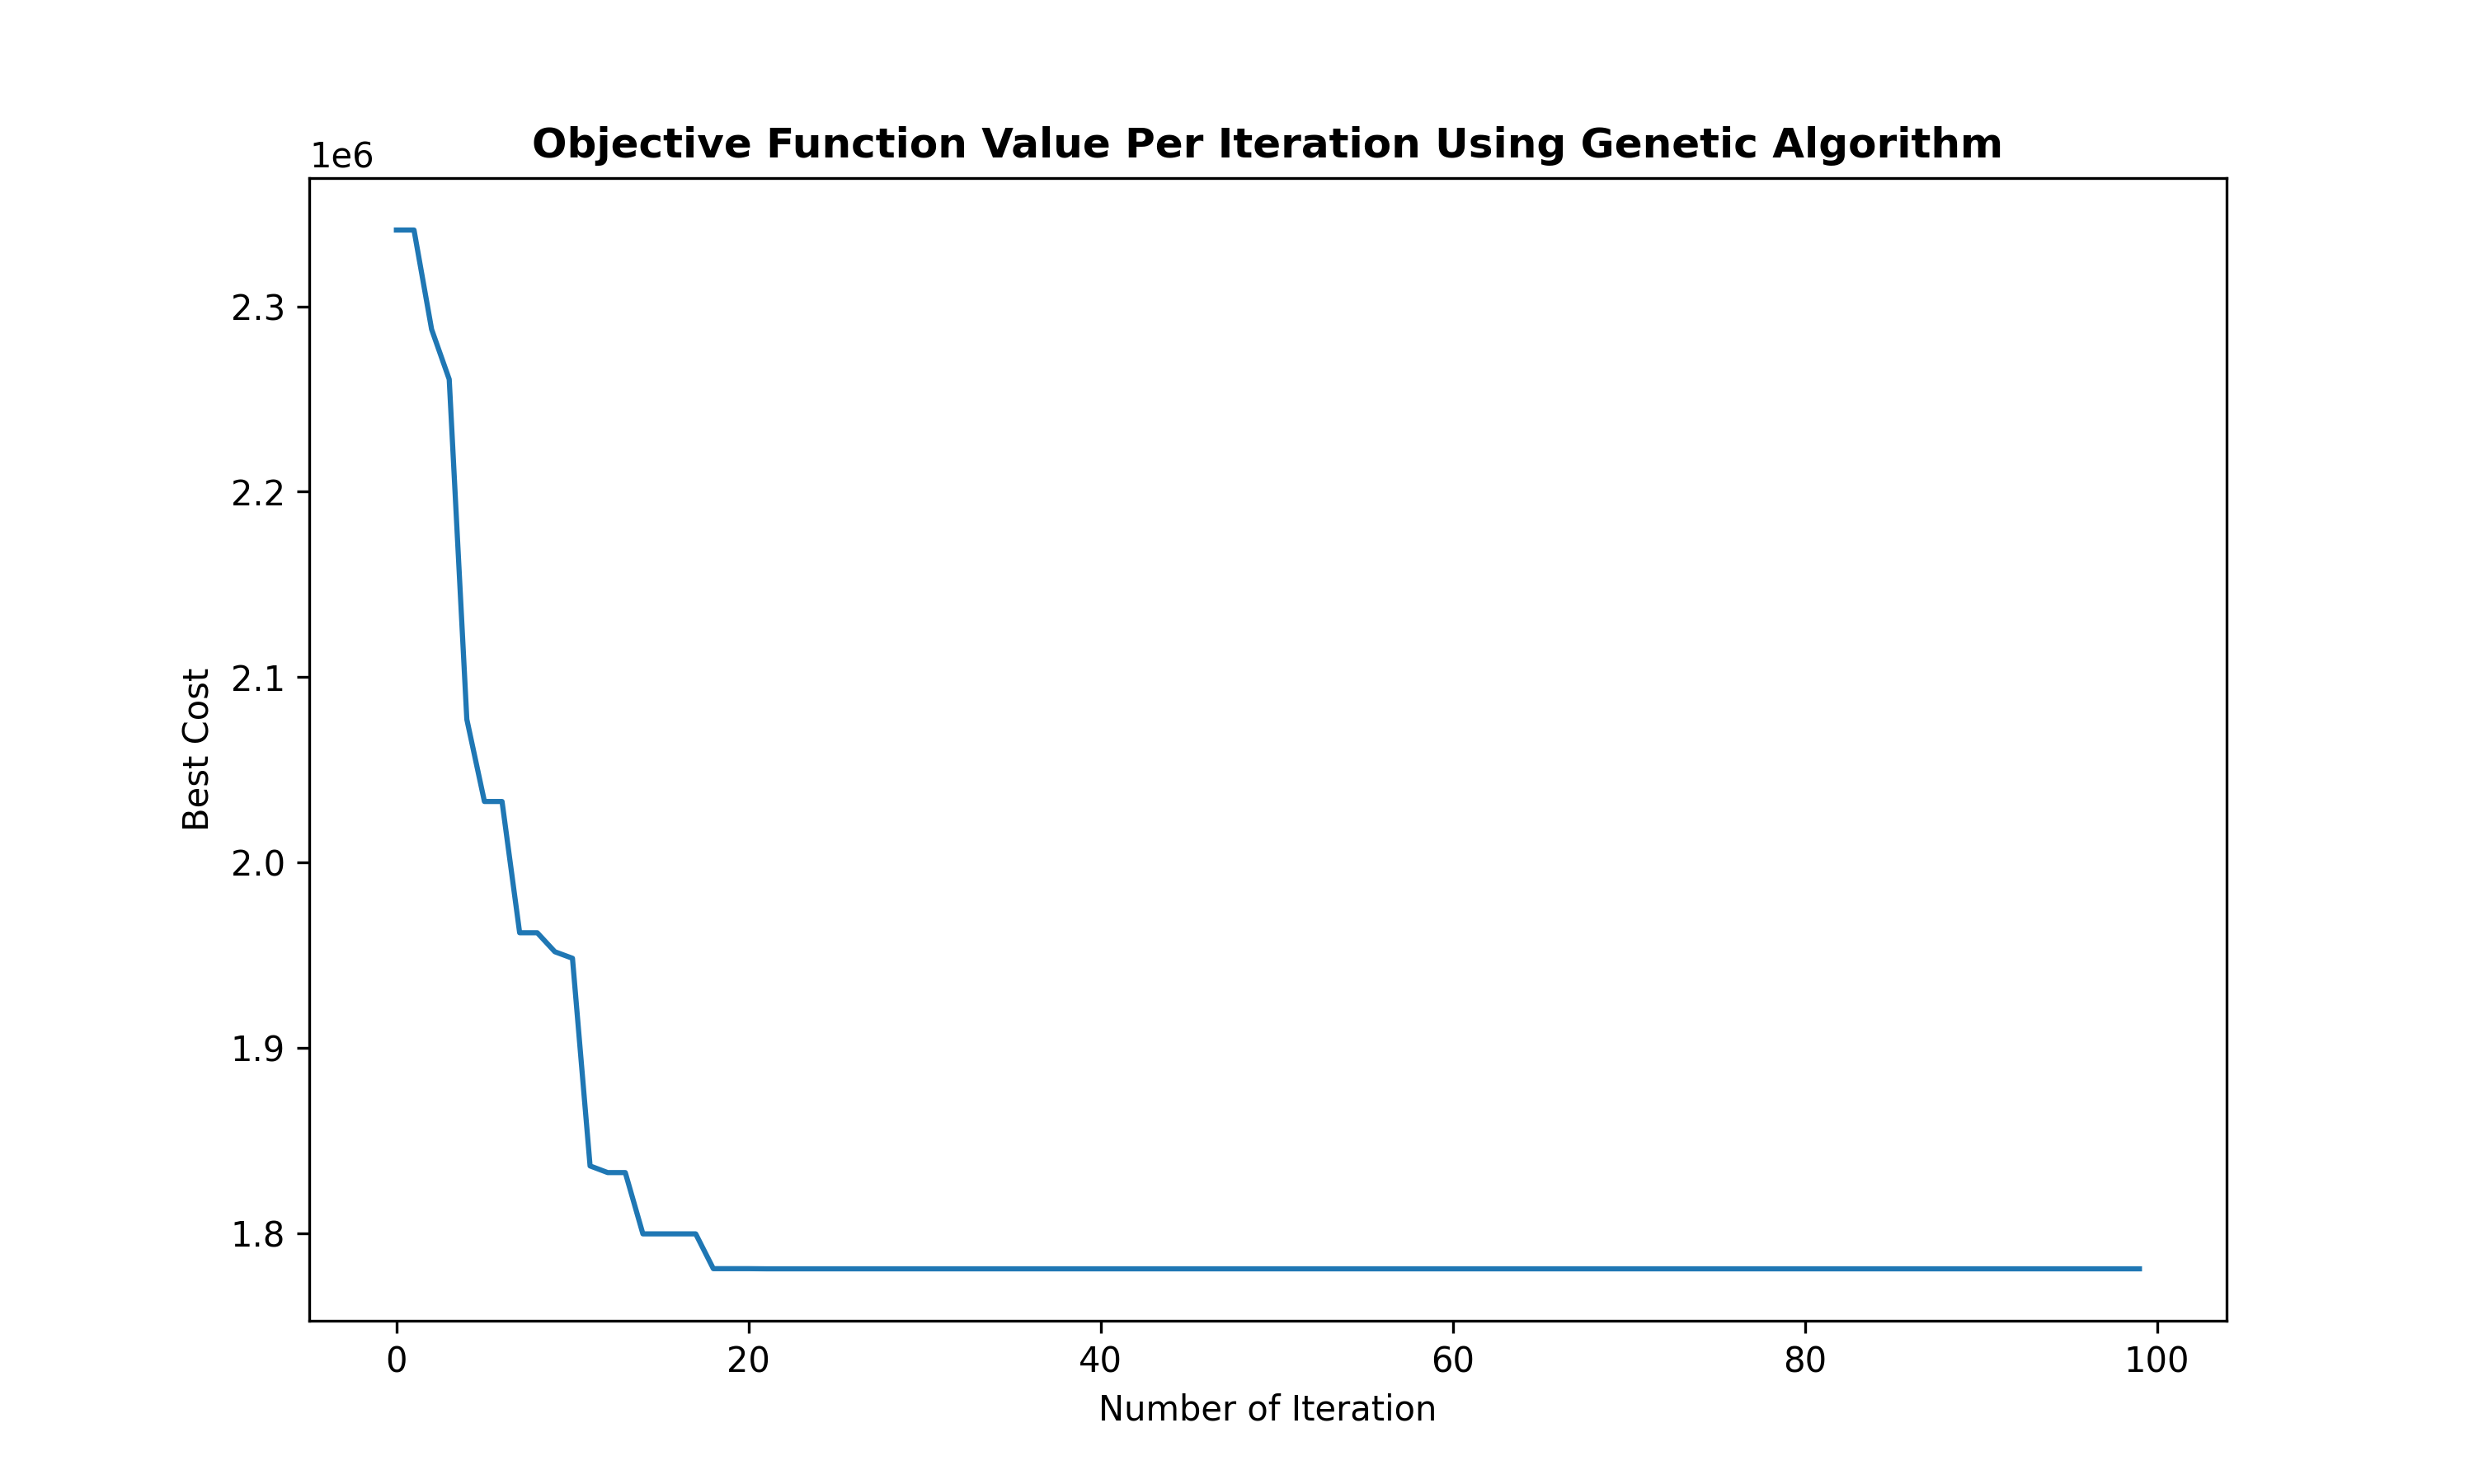 Objective Function Value Per Iteration Using Genetic Algorithm
1e6
2.3
2.2
2.1
2.0
1.9
1.8
Best Cost
0 20 40 60 80 100
Number of Iteration